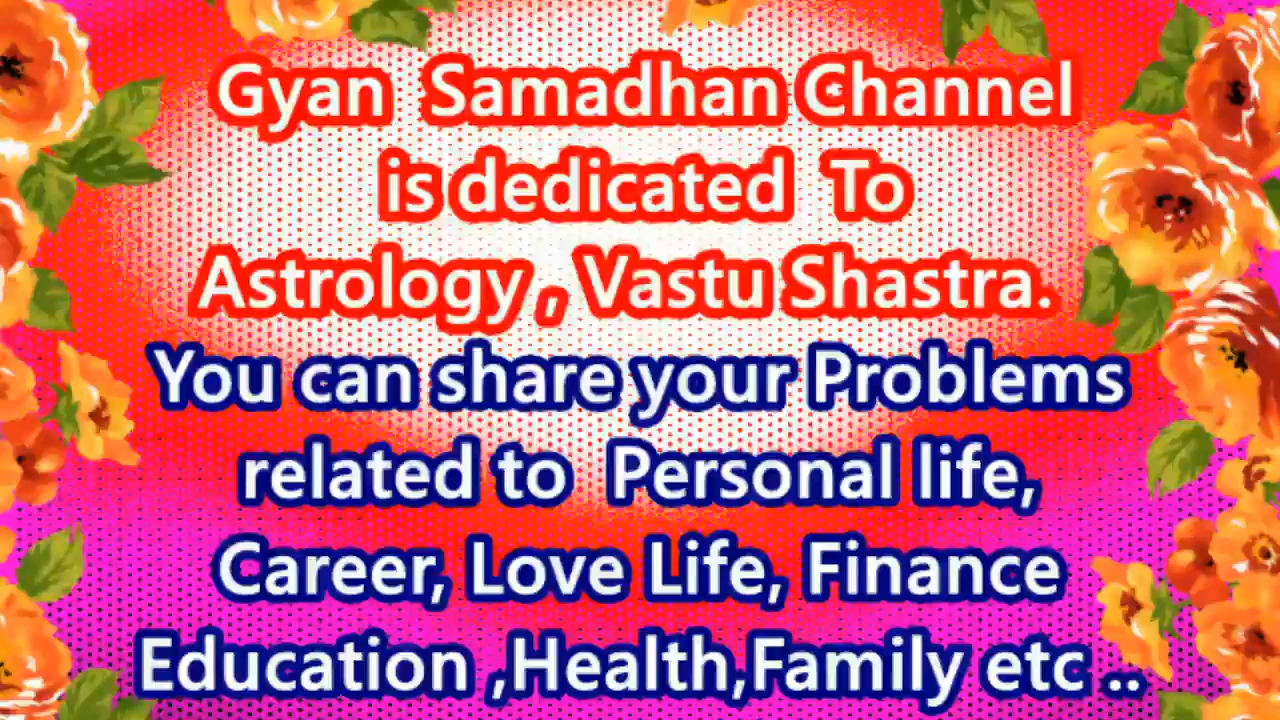 Gyan Samadhan Channel
is dedicated To
Astrology , Vastu Shastra.
You can share your Problems
related to Personal life,
Career, Love Life, Finance
Education ,Health,Family etc ..